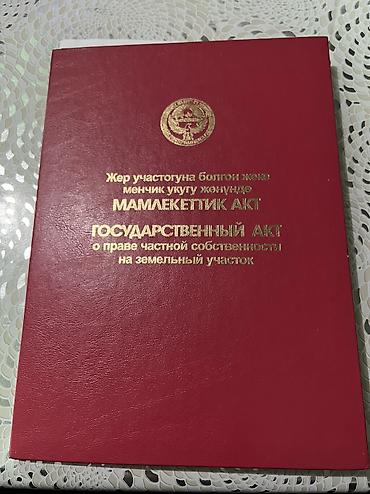 Жер участогуна болгон жеке
менчик укугу жөнүндө
МАМЛЕКЕТТИК АКТ
ГОСУДАРСТВЕННЫЙ АКТ
о праве частной собственности
на земельный участок